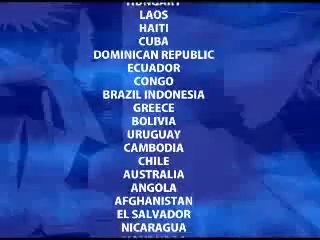 HUNGARY
LAOS
HAITI
CUBA
DOMINICAN REPUBLIC
ECUADOR
CONGO
BRAZIL INDONESIA
GREECE
BOLIVIA
URUGUAY
CAMBODIA
CHILE
AUSTRALIA
ANGOLA
AFGHANISTAN
EL SALVADOR
NICARAGUA